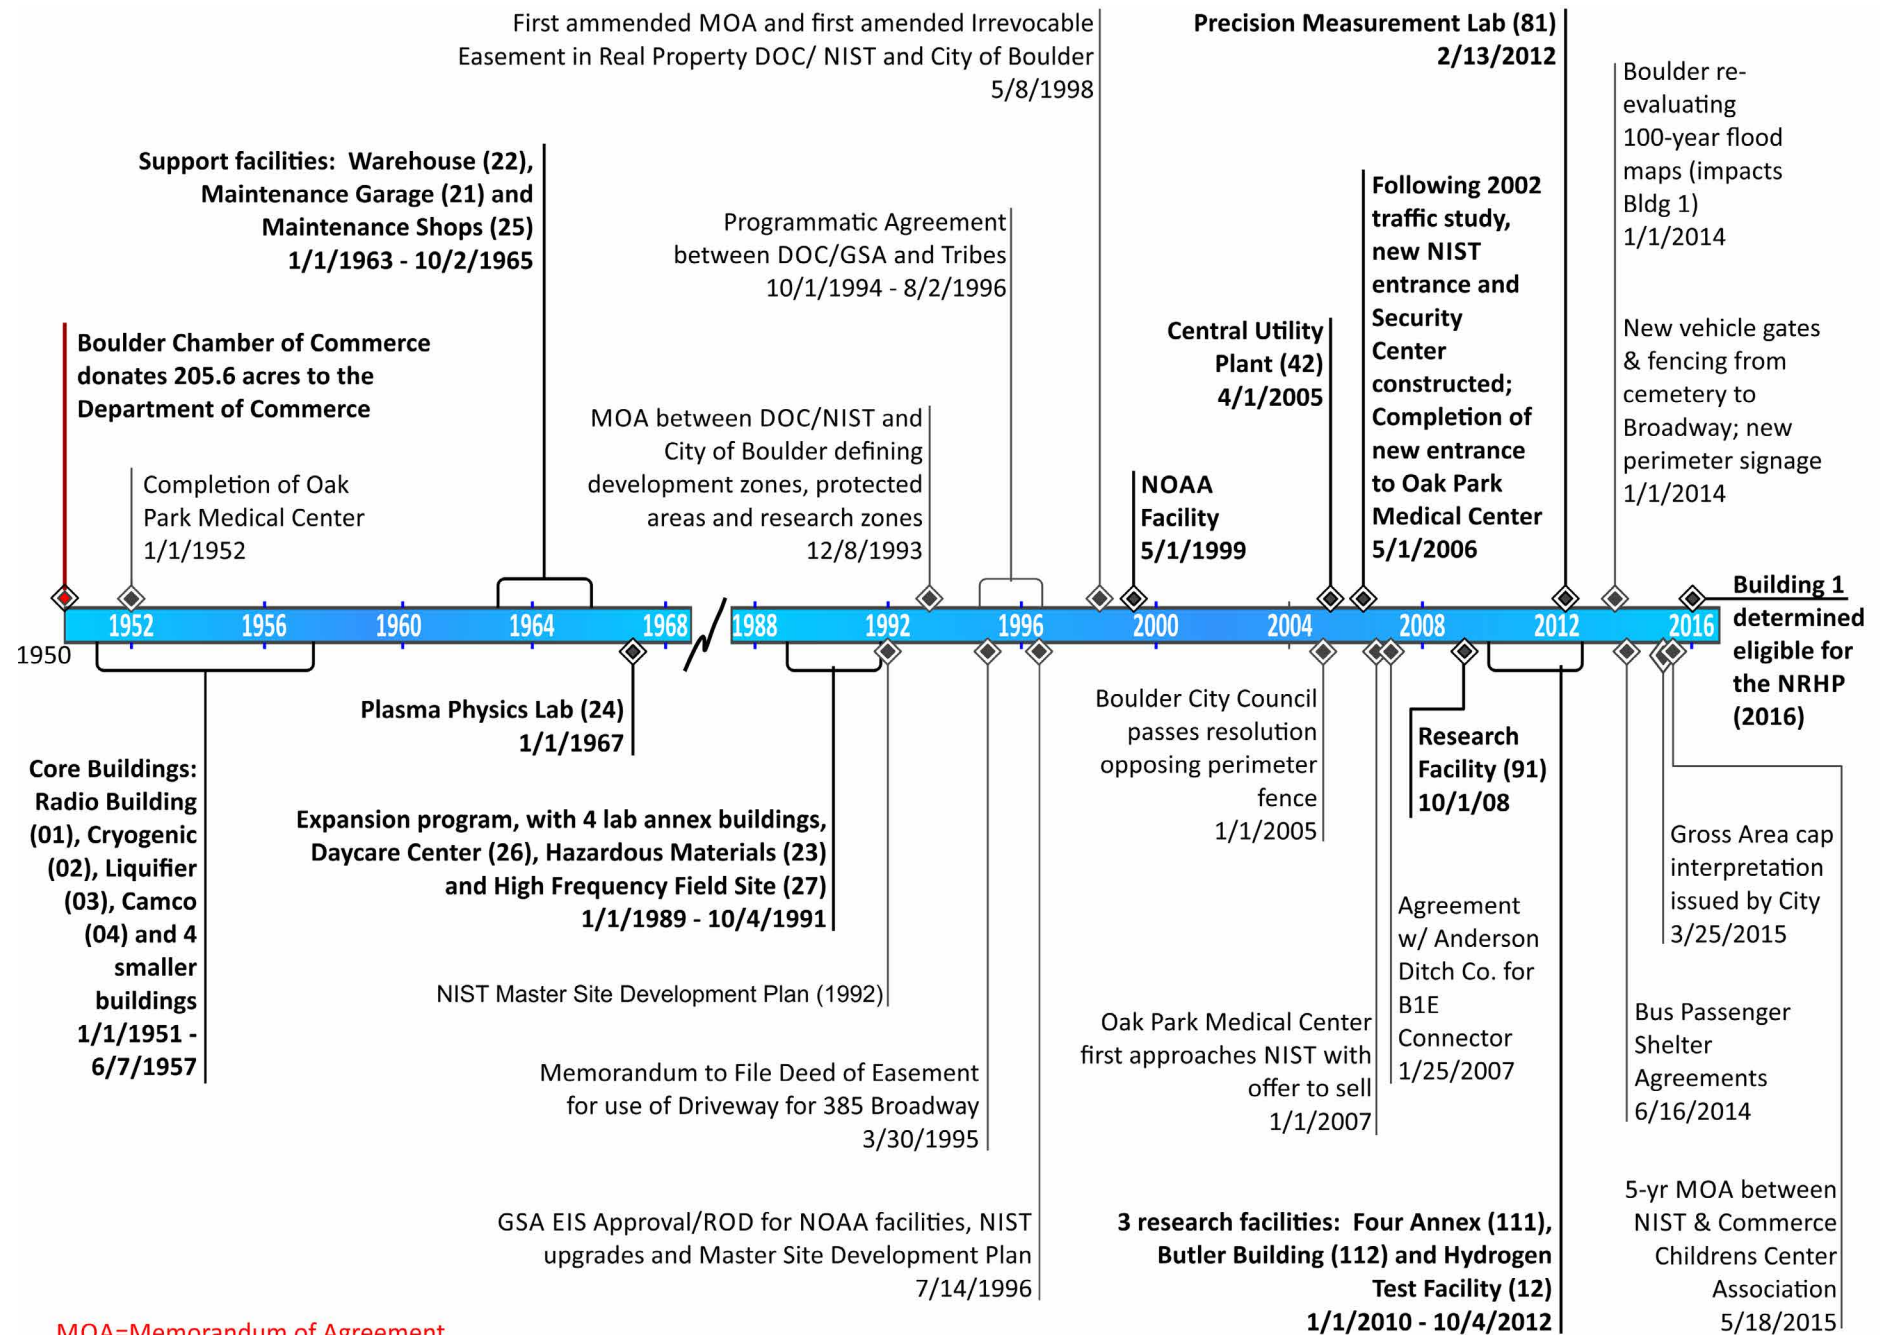 First ammended MOA and first amended Irrevocable
Easement in Real Property DOC/ NIST and City of Boulder
5/8/1998
Precision Measurement Lab (81)
2/13/2012
Boulder re-
evaluating
100-year flood
maps (impacts
Bldg 1)
1/1/2014
Support facilities: Warehouse (22),
Maintenance Garage (21) and
Maintenance Shops (25)
1/1/1963 - 10/2/1965
Programmatic Agreement
between DOC/GSA and Tribes
10/1/1994 - 8/2/1996
Following 2002
traffic study,
new NIST
entrance and
Security
Center
constructed;
Completion of
new entrance
to Oak Park
Medical Center
5/1/2006
Boulder Chamber of Commerce
donates 205.6 acres to the
Department of Commerce
Central Utility
Plant (42)
4/1/2005
New vehicle gates
& fencing from
cemetery to
Broadway; new
perimeter signage
1/1/2014
MOA between DOC/NIST and
City of Boulder defining
development zones, protected
areas and research zones
12/8/1993
Completion of Oak
Park Medical Center
1/1/1952
NOAA
Facility
5/1/1999
1952 1956 1960 1964 1968 1988 1992 1996 2000 2004 2008 2012 2016
1950
Building 1
determined
eligible for
the NRHP
(2016)
Plasma Physics Lab (24)
1/1/1967
Boulder City Council
passes resolution
opposing perimeter
fence
1/1/2005
Research
Facility (91)
10/1/08
Core Buildings:
Radio Building
(01), Cryogenic
(02), Liquifier
(03), Camco
(04) and 4
smaller
buildings
1/1/1951 -
6/7/1957
Expansion program, with 4 lab annex buildings,
Daycare Center (26), Hazardous Materials (23)
and High Frequency Field Site (27)
1/1/1989 - 10/4/1991
Gross Area cap
interpretation
issued by City
3/25/2015
Agreement
w/ Anderson
Ditch Co. for
B1E
Connector
1/25/2007
NIST Master Site Development Plan (1992)
Oak Park Medical Center
first approaches NIST with
offer to sell
1/1/2007
Bus Passenger
Shelter
Agreements
6/16/2014
Memorandum to File Deed of Easement
for use of Driveway for 385 Broadway
3/30/1995
GSA EIS Approval/ROD for NOAA facilities, NIST
upgrades and Master Site Development Plan
7/14/1996
3 research facilities: Four Annex (111),
Butler Building (112) and Hydrogen
Test Facility (12)
1/1/2010 - 10/4/2012
5-yr MOA between
NIST & Commerce
Childrens Center
Association
5/18/2015
MOA=Memorandum of Agreement